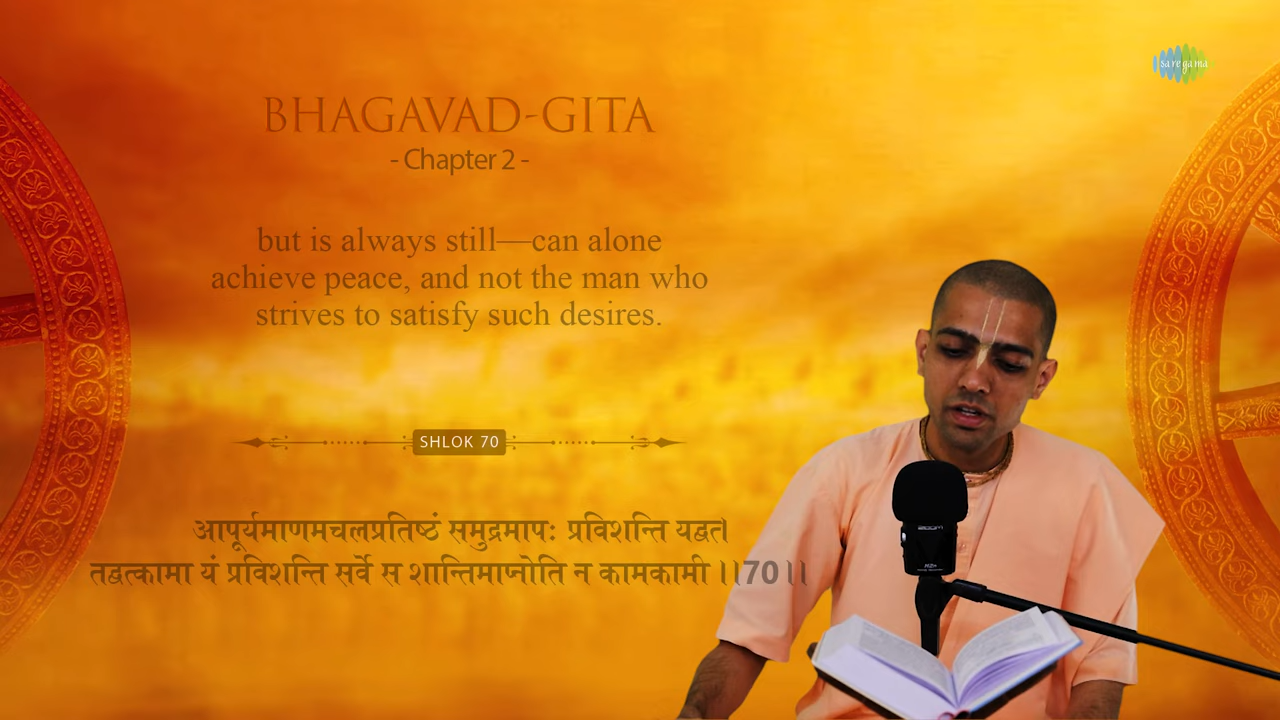 saregama
BHAGAVAD-GITA
- Chapter 2 -
but is always still—can alone
achieve peace, and not the man who
strives to satisfy such desires.
SHLOK 70
आपूर्यमाणमचलप्रतिष्ठं समुद्रमापः प्रविशन्ति यद्वत।
तद्वत्कामा यं प्रविशन्ति सर्वे स शान्तिमाप्नोति न कामकामी ।।70।।
zoom
H2n